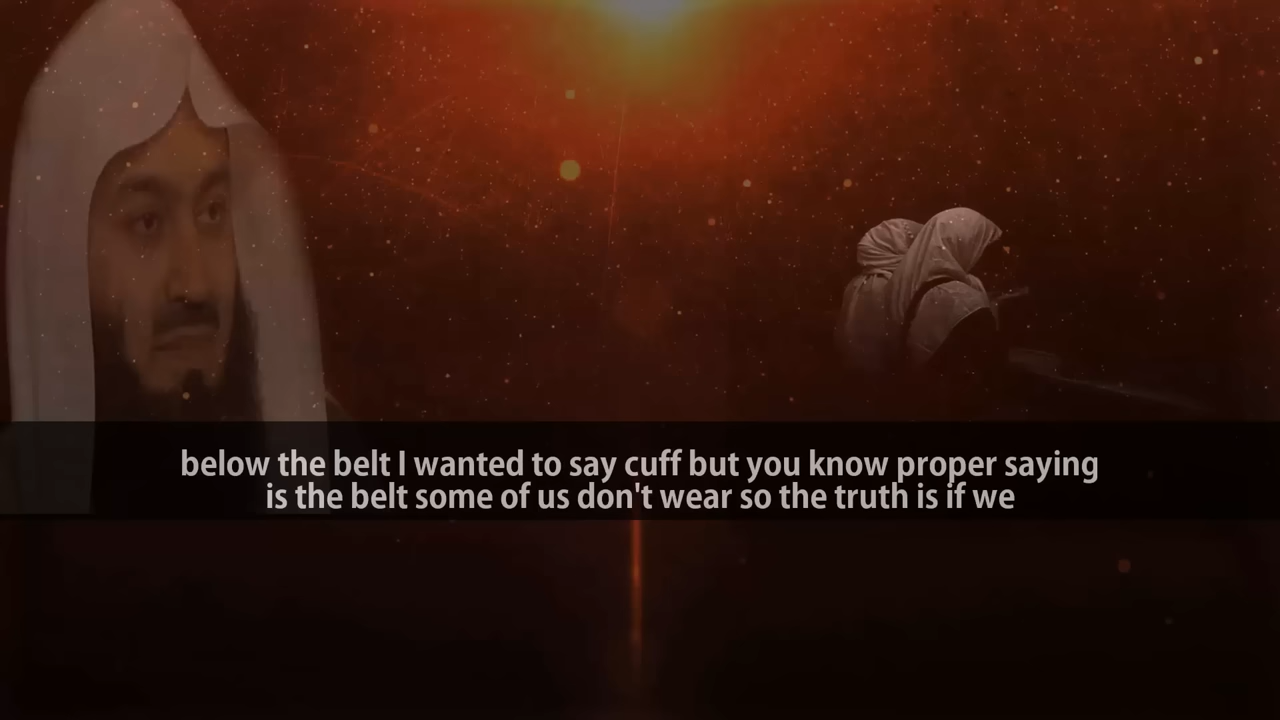 below the belt I wanted to say cuff but you know proper saying
is the belt some of us don't wear so the truth is if we